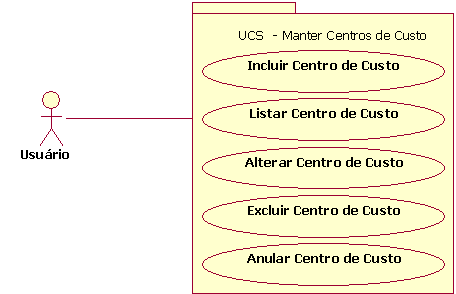 UCS - Manter Centros de Custo
Incluir Centro de Custo
Listar Centro de Custo
Alterar Centro de Custo
Usuário
Excluir Centro de Custo
Anular Centro de Custo